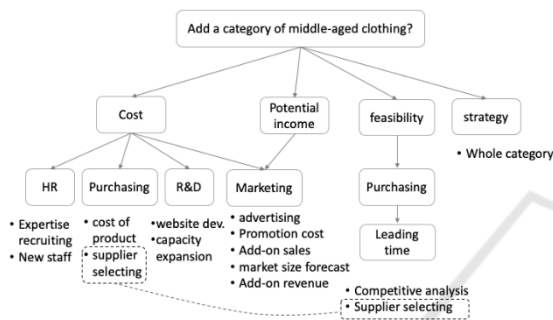 Add a category of middle-aged clothing?
Cost
Potential
income
feasibility
strategy
• Whole category
HR
Purchasing
R&D
Marketing
Purchasing
• Expertise
recruiting
• New staff
• cost of
product
• supplier
selecting
•website dev.
•capacity
expansion
• advertising
• Promotion cost
• Add-on sales
• market size forecast
• Add-on revenue
Leading
time
• Competitive analysis
• Supplier selecting